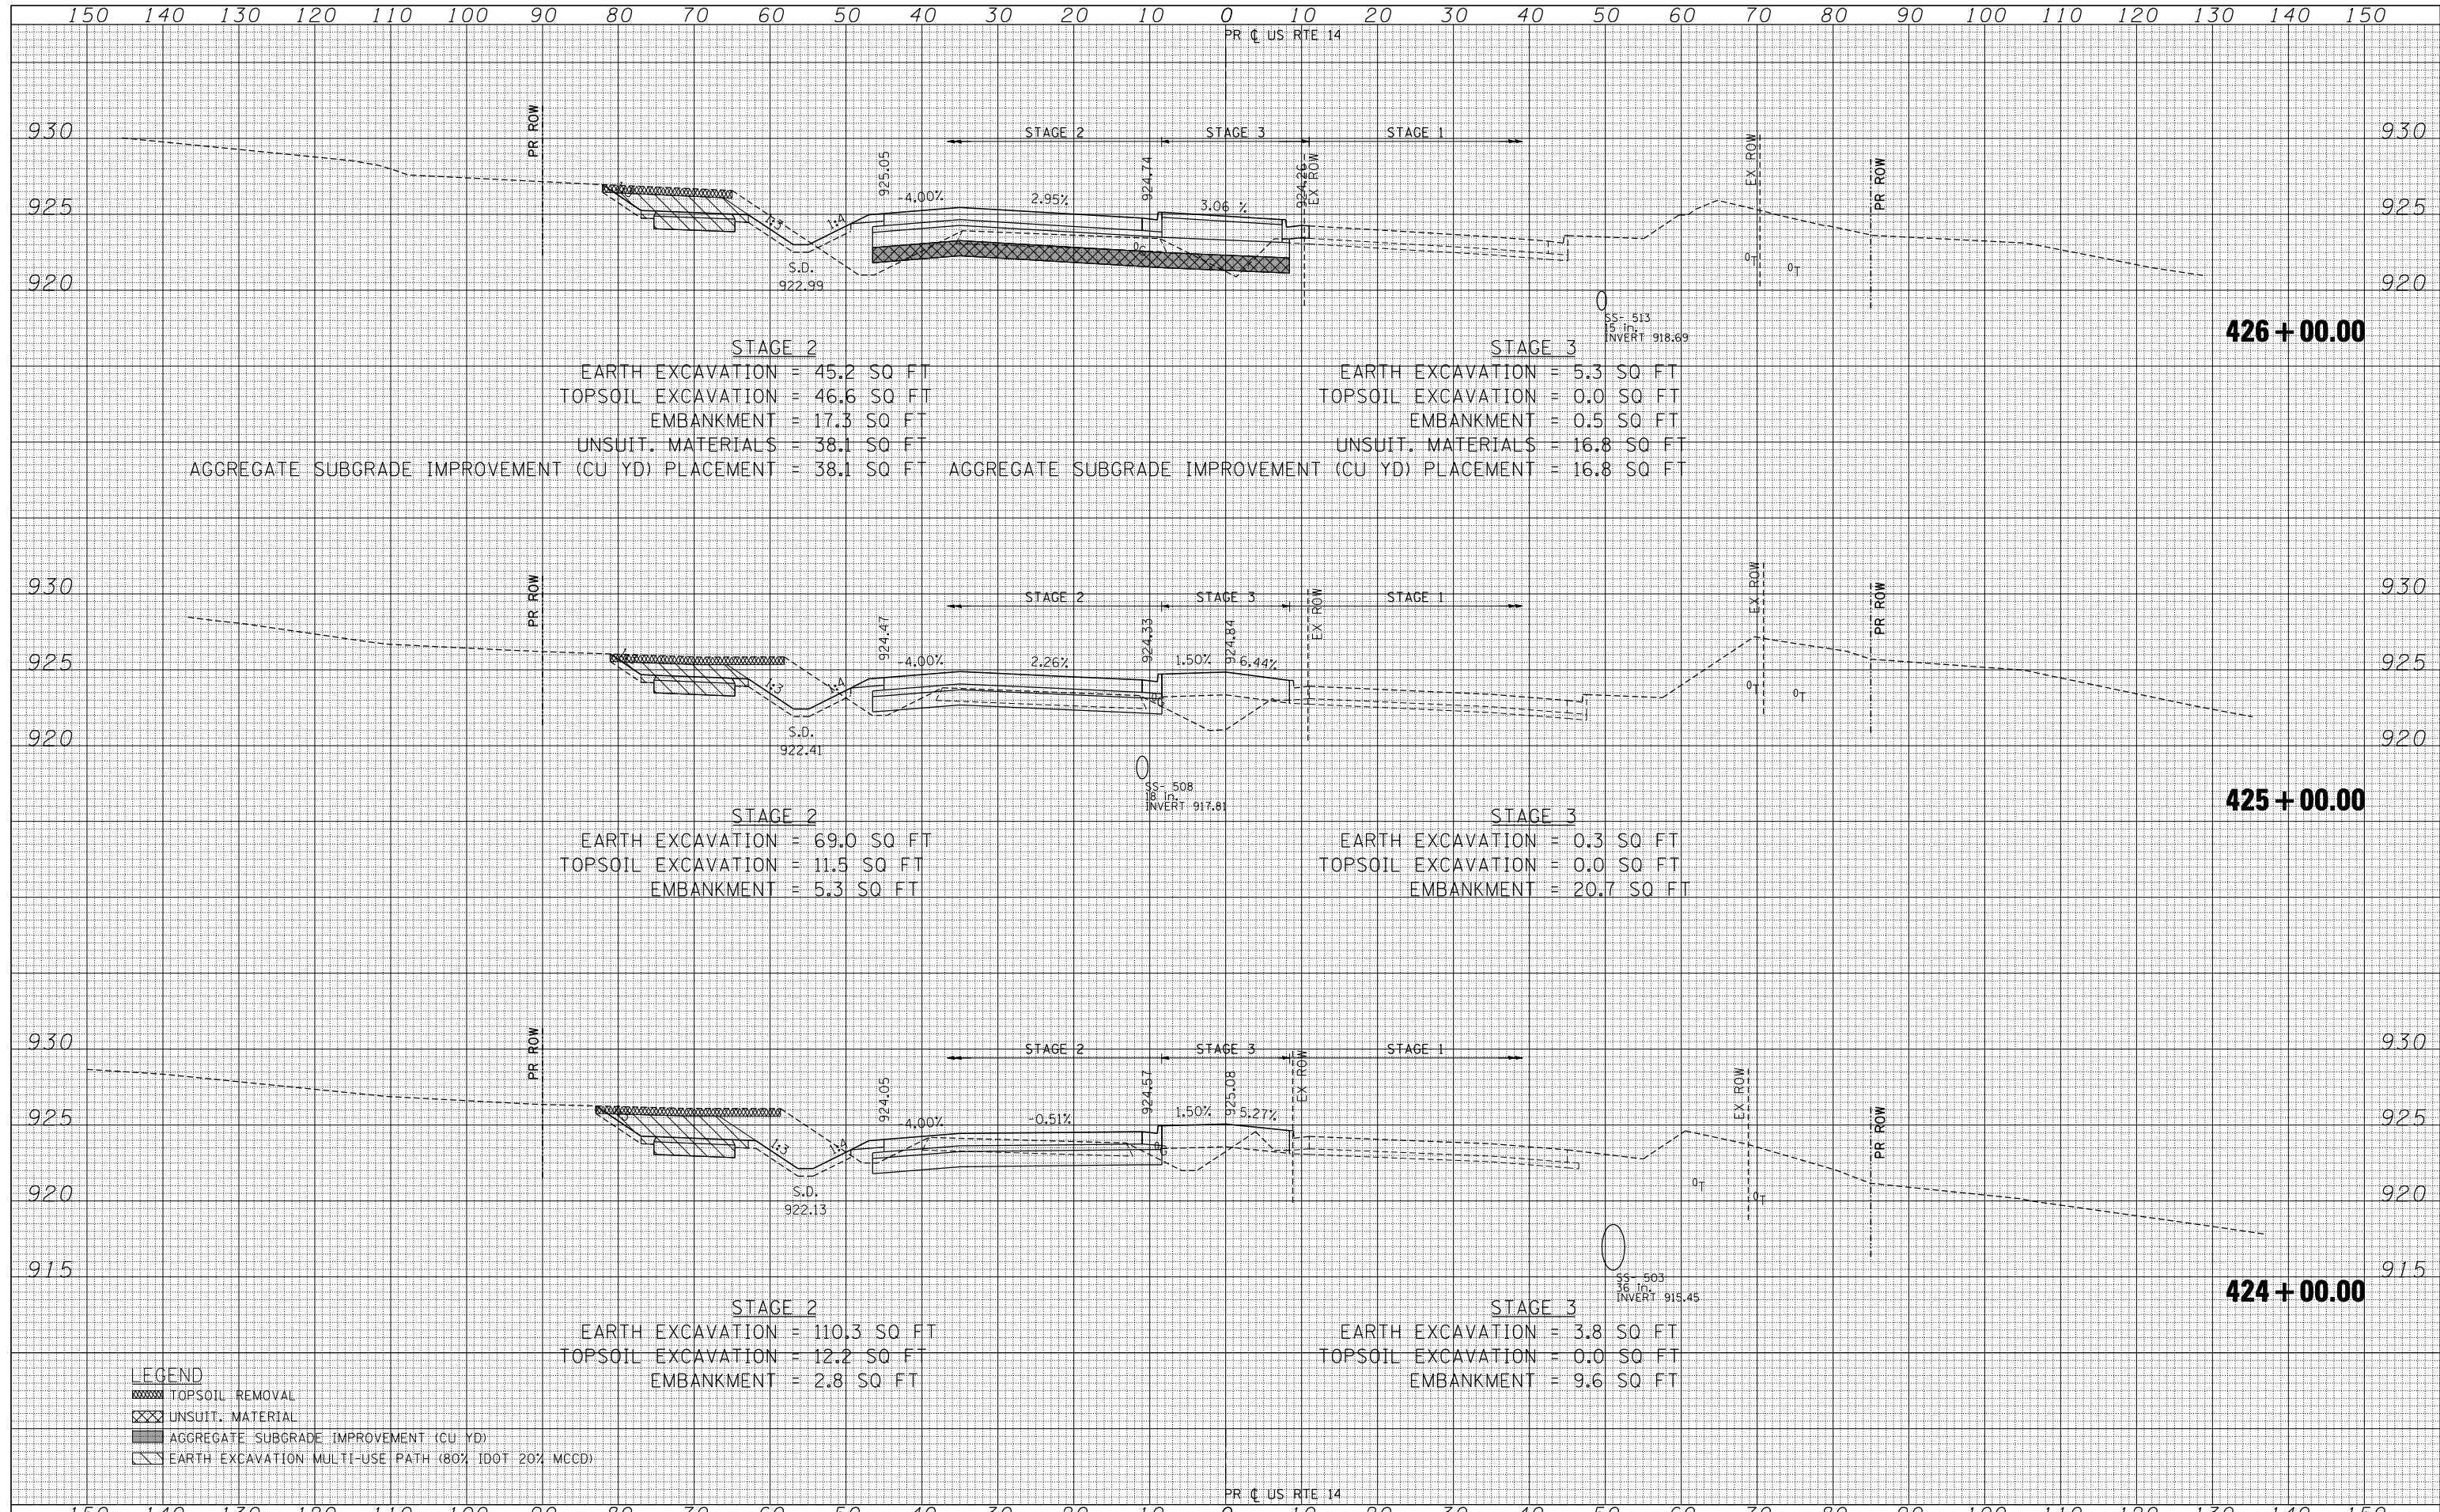 150 140 130 120 110 100 90 80 70 60 50 40 30 20 10 0 10 20 30 40 50 60 70 80 90 100 110 120 130 140 150
PR ℄ US RTE 14
930 PR ROW STAGE 2 STAGE 3 STAGE 1 EX ROW PR ROW 930
925.05 924.74 924.26 EX ROW
-4.00% 2.95% 3.06 %
925 1:3 1:4 925
0G 0T 0T
S.D.
922.99
920 920
SS- 513
15 in.
INVERT 918.69
426+00.00
STAGE 2
EARTH EXCAVATION = 45.2 SQ FT
TOPSOIL EXCAVATION = 46.6 SQ FT
EMBANKMENT = 17.3 SQ FT
UNSUIT. MATERIALS = 38.1 SQ FT
AGGREGATE SUBGRADE IMPROVEMENT (CU YD) PLACEMENT = 38.1 SQ FT
STAGE 3
EARTH EXCAVATION = 5.3 SQ FT
TOPSOIL EXCAVATION = 0.0 SQ FT
EMBANKMENT = 0.5 SQ FT
UNSUIT. MATERIALS = 16.8 SQ FT
AGGREGATE SUBGRADE IMPROVEMENT (CU YD) PLACEMENT = 16.8 SQ FT
930 PR ROW STAGE 2 STAGE 3 STAGE 1 EX ROW PR ROW 930
924.47 924.33 924.84 EX ROW
-4.00% 2.26% 1.50% 6.44%
925 1:3 1:4 925
0T 0T
S.D.
922.41
920 920
SS- 508
18 in.
INVERT 917.81
425+00.00
STAGE 2
EARTH EXCAVATION = 69.0 SQ FT
TOPSOIL EXCAVATION = 11.5 SQ FT
EMBANKMENT = 5.3 SQ FT
STAGE 3
EARTH EXCAVATION = 0.3 SQ FT
TOPSOIL EXCAVATION = 0.0 SQ FT
EMBANKMENT = 20.7 SQ FT
930 PR ROW STAGE 2 STAGE 3 STAGE 1 EX ROW PR ROW 930
924.05 924.57 925.08 EX ROW
-4.00% -0.51% 1.50% 5.27%
925 1:3 1:4 925
0G 0T 0T
S.D.
922.13
920 920
915 915
SS- 503
36 in.
INVERT 915.45
424+00.00
STAGE 2
EARTH EXCAVATION = 110.3 SQ FT
TOPSOIL EXCAVATION = 12.2 SQ FT
EMBANKMENT = 2.8 SQ FT
STAGE 3
EARTH EXCAVATION = 3.8 SQ FT
TOPSOIL EXCAVATION = 0.0 SQ FT
EMBANKMENT = 9.6 SQ FT
LEGEND
TOPSOIL REMOVAL
UNSUIT. MATERIAL
AGGREGATE SUBGRADE IMPROVEMENT (CU YD)
EARTH EXCAVATION MULTI-USE PATH (80% IDOT 20% MCCD)
PR ℄ US RTE 14
150 140 130 120 110 100 90 80 70 60 50 40 30 20 10 0 10 20 30 40 50 60 70 80 90 100 110 120 130 140 150